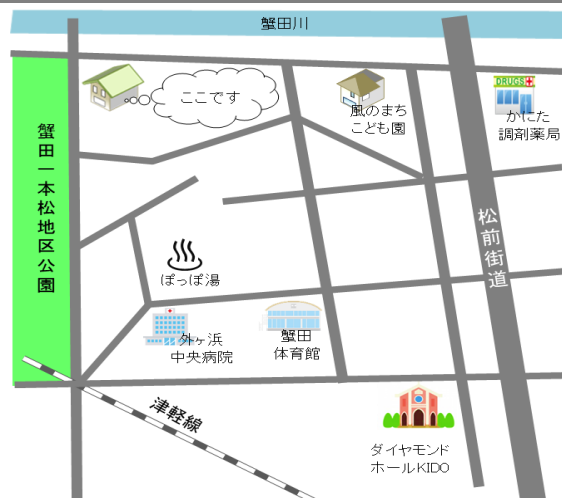 蟹田川
ここです
DRUGS
風のまち
こども園
かにた
調剤薬局
蟹田一本松地区公園
松前街道
ぽっぽ湯
外ヶ浜
中央病院
蟹田
体育館
津軽線
ダイヤモンド
ホールKIDO